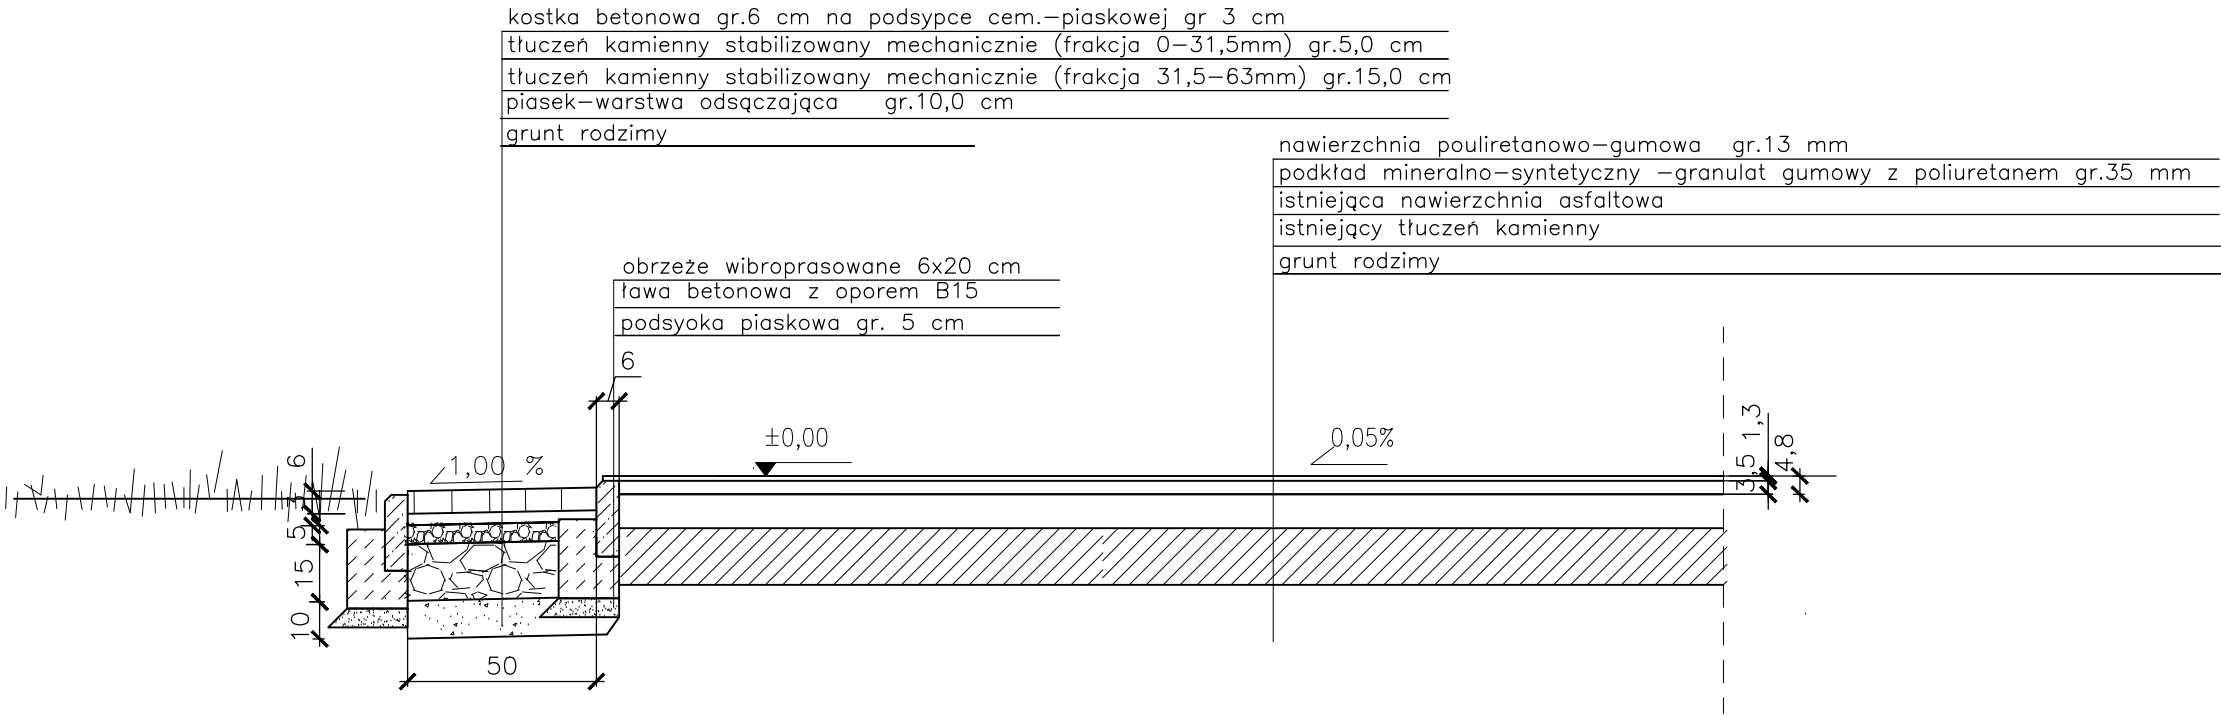 kostka betonowa gr.6 cm na podsypce cem.-piaskowej gr 3 cm
tłuczeń kamienny stabilizowany mechanicznie (frakcja 0-31,5mm) gr.5,0 cm
tłuczeń kamienny stabilizowany mechanicznie (frakcja 31,5-63mm) gr.15,0 cm
piasek-warstwa odsączająca gr.10,0 cm
grunt rodzimy
nawierzchnia pouliretanowo-gumowa gr.13 mm
podkład mineralno-syntetyczny -granulat gumowy z poliuretanem gr.35 mm
istniejąca nawierzchnia asfaltowa
istniejący tłuczeń kamienny
grunt rodzimy
obrzeże wibroprasowane 6x20 cm
ława betonowa z oporem B15
podsyoka piaskowa gr. 5 cm
6
±0,00
0,05%
1,00 %
6
3
5
15
10
50
3,5
1,3
4,8